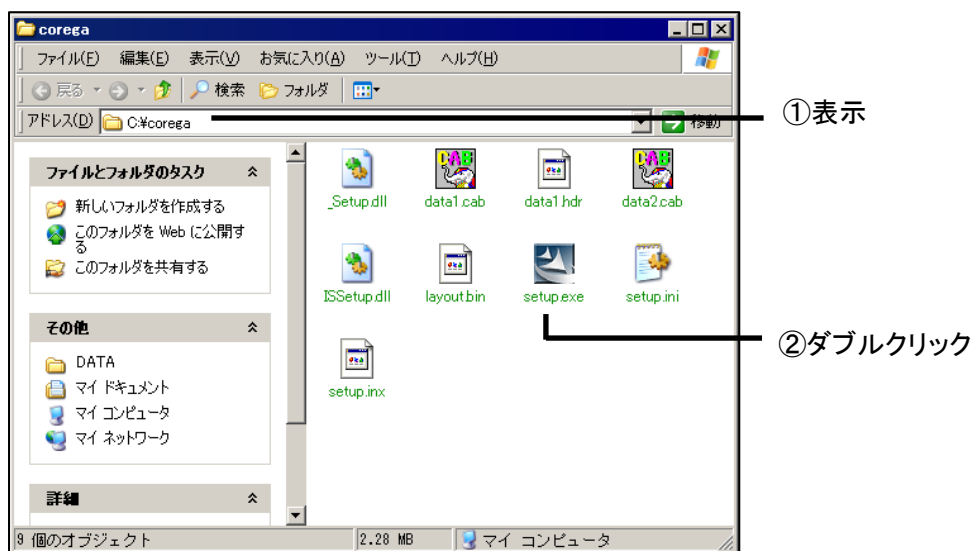 corega
ファイル(F) 編集(E) 表示(V) お気に入り(A) ツール(T) ヘルプ(H)
戻る 検索 フォルダ
アドレス(D) C:¥corega 移動
①表示
ファイルとフォルダのタスク
新しいフォルダを作成する
このフォルダを Web に公開す
る
このフォルダを共有する
その他
DATA
マイ ドキュメント
マイ コンピュータ
マイ ネットワーク
詳細
_Setup.dll data1.cab data1.hdr data2.cab
ISSetup.dll layout.bin setup.exe setup.ini
setup.inx
②ダブルクリック
9 個のオブジェクト 2.28 MB マイ コンピュータ